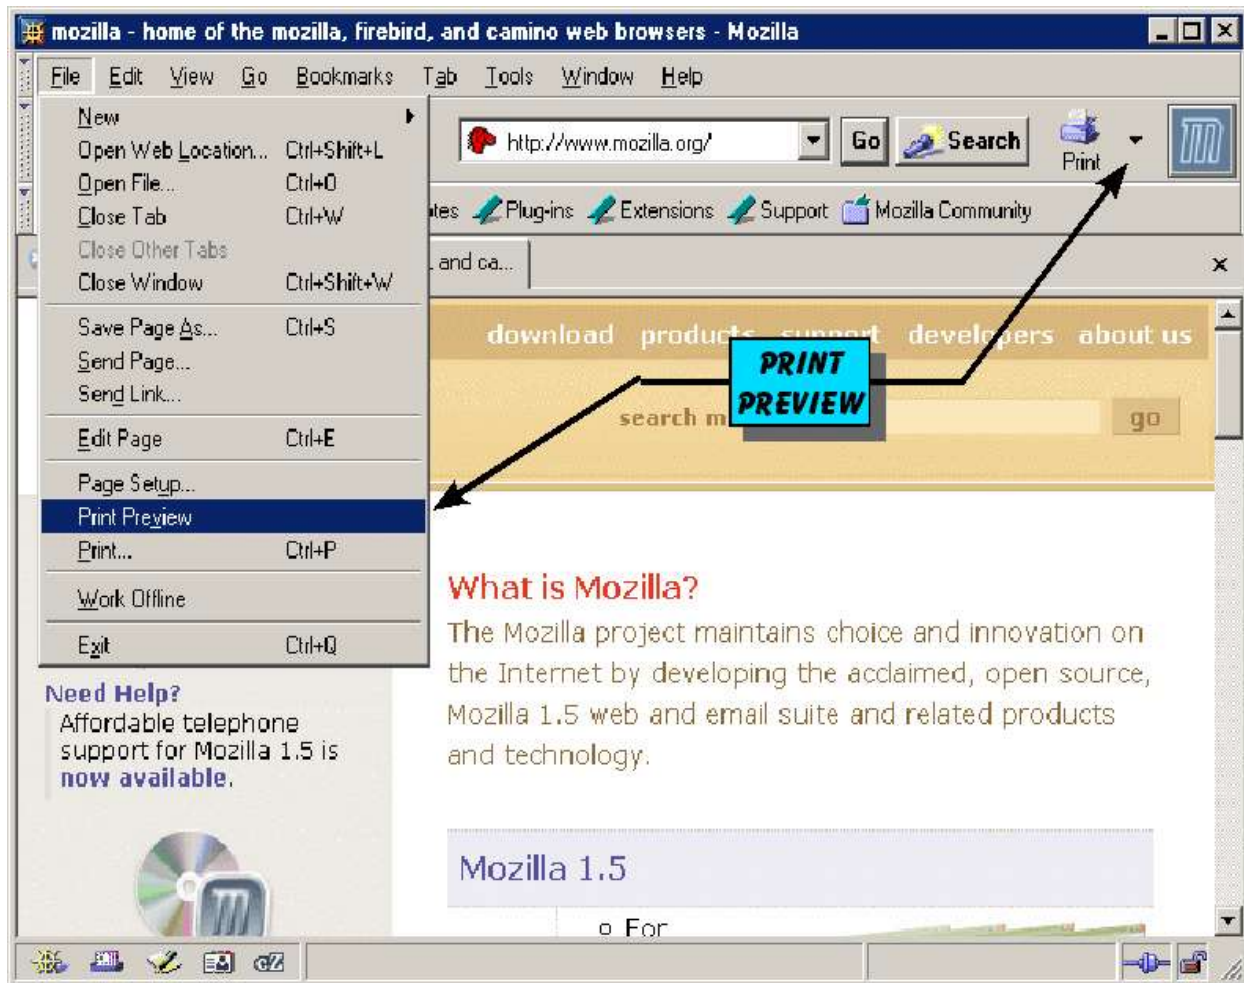 mozilla - home of the mozilla, firebird, and camino web browsers - Mozilla
File Edit View Go Bookmarks Tab Tools Window Help
New
Open Web Location... Ctrl+Shift+L
Open File... Ctrl+O
Close Tab Ctrl+W
Close Other Tabs
Close Window Ctrl+Shift+W
Save Page As... Ctrl+S
Send Page...
Send Link...
Edit Page Ctrl+E
Page Setup...
Print Preview
Print... Ctrl+P
Work Offline
Exit Ctrl+Q
http://www.mozilla.org/ Go Search Print
Plug-ins Extensions Support Mozilla Community
and ca...
download products support developers about us
PRINT
PREVIEW
search m
go
What is Mozilla?
The Mozilla project maintains choice and innovation on
the Internet by developing the acclaimed, open source,
Mozilla 1.5 web and email suite and related products
and technology.
Need Help?
Affordable telephone
support for Mozilla 1.5 is
now available.
Mozilla 1.5
For